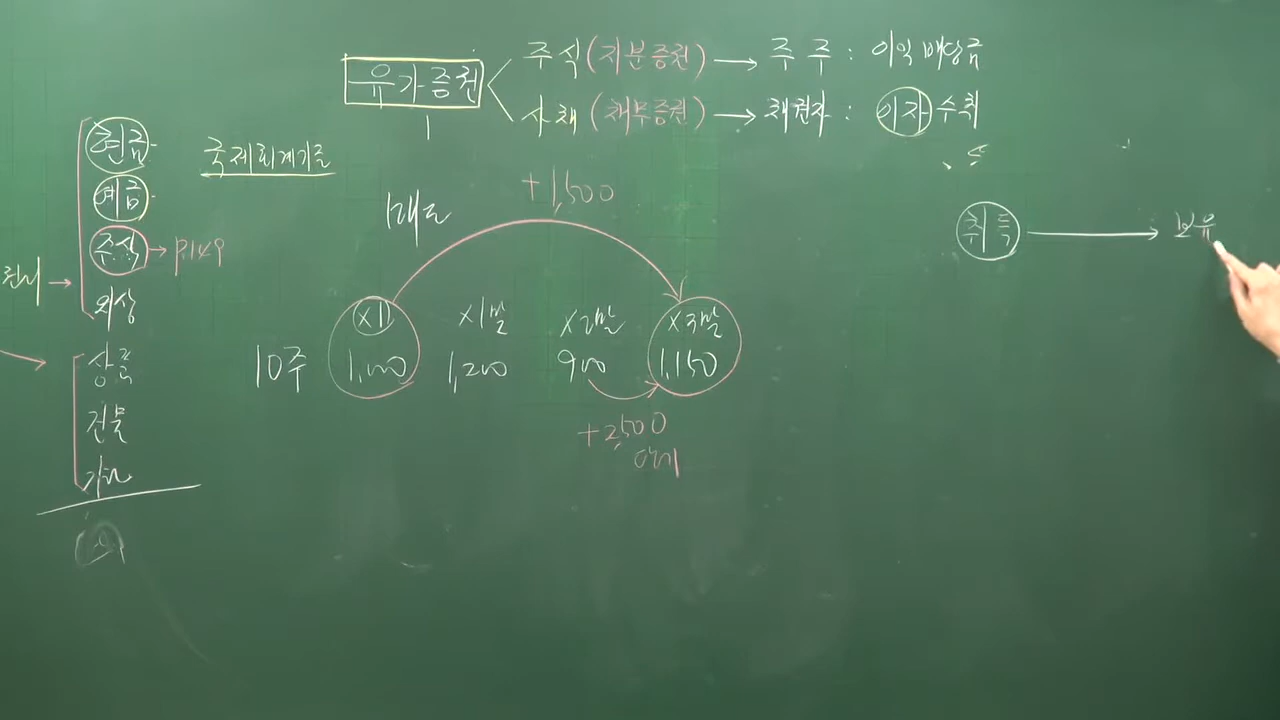 유가증권
주식 (지분증권) → 주주 : 이익배당금
사채 (채무증권) → 채권자 : 이자수취
현금
예금
주식 → P.149
외상
상품
건물
국제회계기준
매도
+1,500
10주
X1
1,000
X1말
1,200
X2말
900
X3말
1,150
+2,500
이익
취득 → 보유